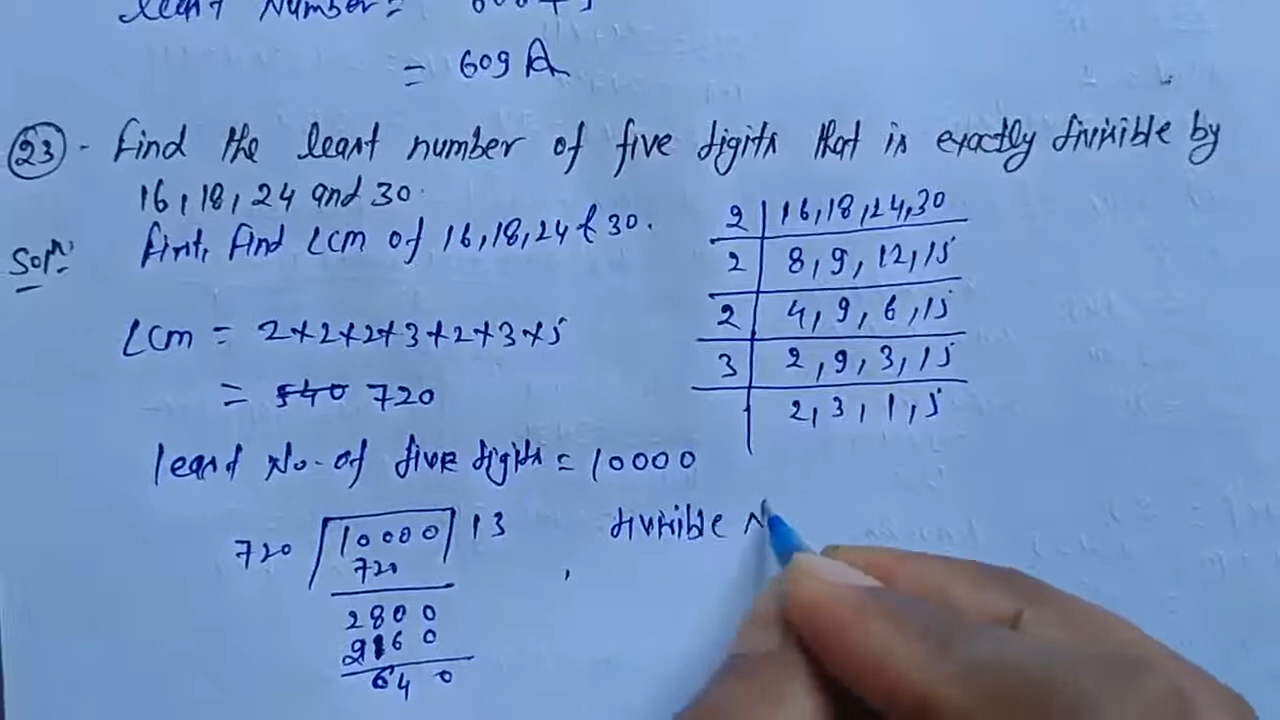 Least Number =
= 609 A
23 - Find the least number of five digits that is exactly divisible by
16, 18, 24 and 30.
Soln: First, find LCM of 16, 18, 24 & 30.
2 | 16, 18, 24, 30
2 | 8, 9, 12, 15
2 | 4, 9, 6, 15
3 | 2, 9, 3, 15
2, 3, 1, 5
LCM = 2×2×2×3×2×3×5
= 540 720
least No. of five digits = 10000
720 10000 13
720
2800
2160
640
divisible N